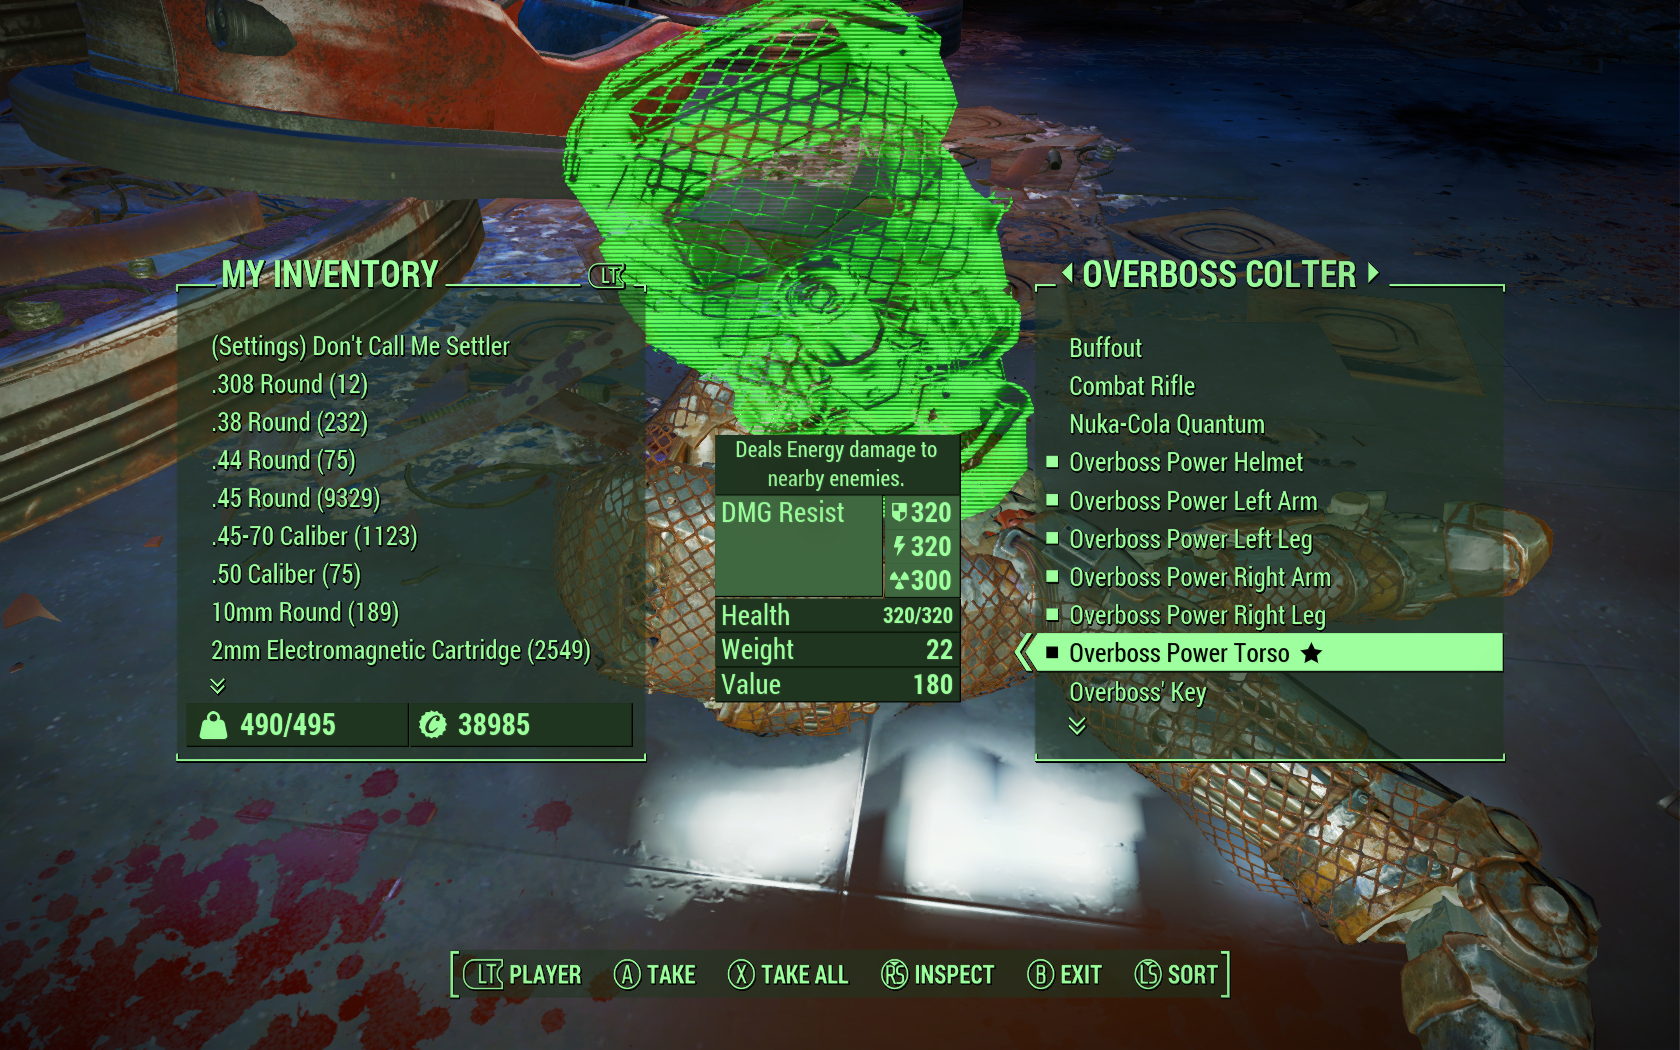 MY INVENTORY
LT
(Settings) Don't Call Me Settler
.308 Round (12)
.38 Round (232)
.44 Round (75)
.45 Round (9329)
.45-70 Caliber (1123)
.50 Caliber (75)
10mm Round (189)
2mm Electromagnetic Cartridge (2549)
490/495
38985
Deals Energy damage to
nearby enemies.
DMG Resist 320
320
300
Health 320/320
Weight 22
Value 180
OVERBOSS COLTER
Buffout
Combat Rifle
Nuka-Cola Quantum
Overboss Power Helmet
Overboss Power Left Arm
Overboss Power Left Leg
Overboss Power Right Arm
Overboss Power Right Leg
Overboss Power Torso
Overboss' Key
LT PLAYER A TAKE X TAKE ALL RS INSPECT B EXIT LS SORT